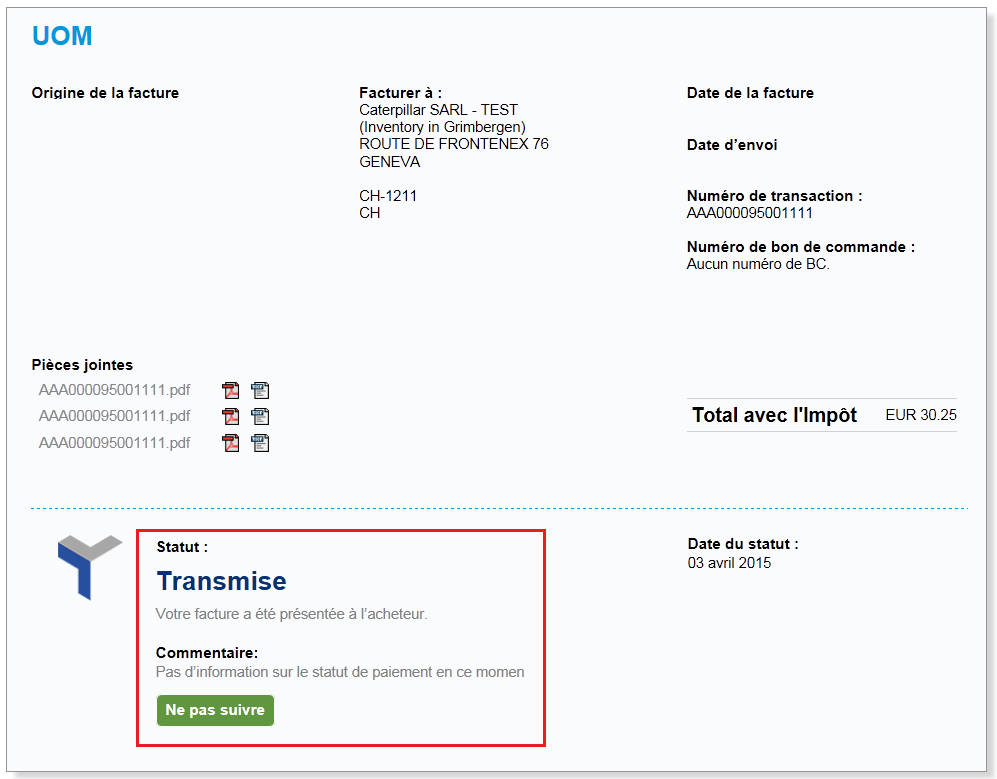 UOM
Origine de la facture
Facturer à :
Caterpillar SARL - TEST
(Inventory in Grimbergen)
ROUTE DE FRONTENEX 76
GENEVA
CH-1211
CH
Date de la facture
Date d’envoi
Numéro de transaction :
AAA000095001111
Numéro de bon de commande :
Aucun numéro de BC.
Pièces jointes
AAA000095001111.pdf
AAA000095001111.pdf
AAA000095001111.pdf
Total avec l'Impôt EUR 30.25
Statut :
Transmise
Votre facture a été présentée à l’acheteur.
Commentaire:
Pas d’information sur le statut de paiement en ce momen
Ne pas suivre
Date du statut :
03 avril 2015